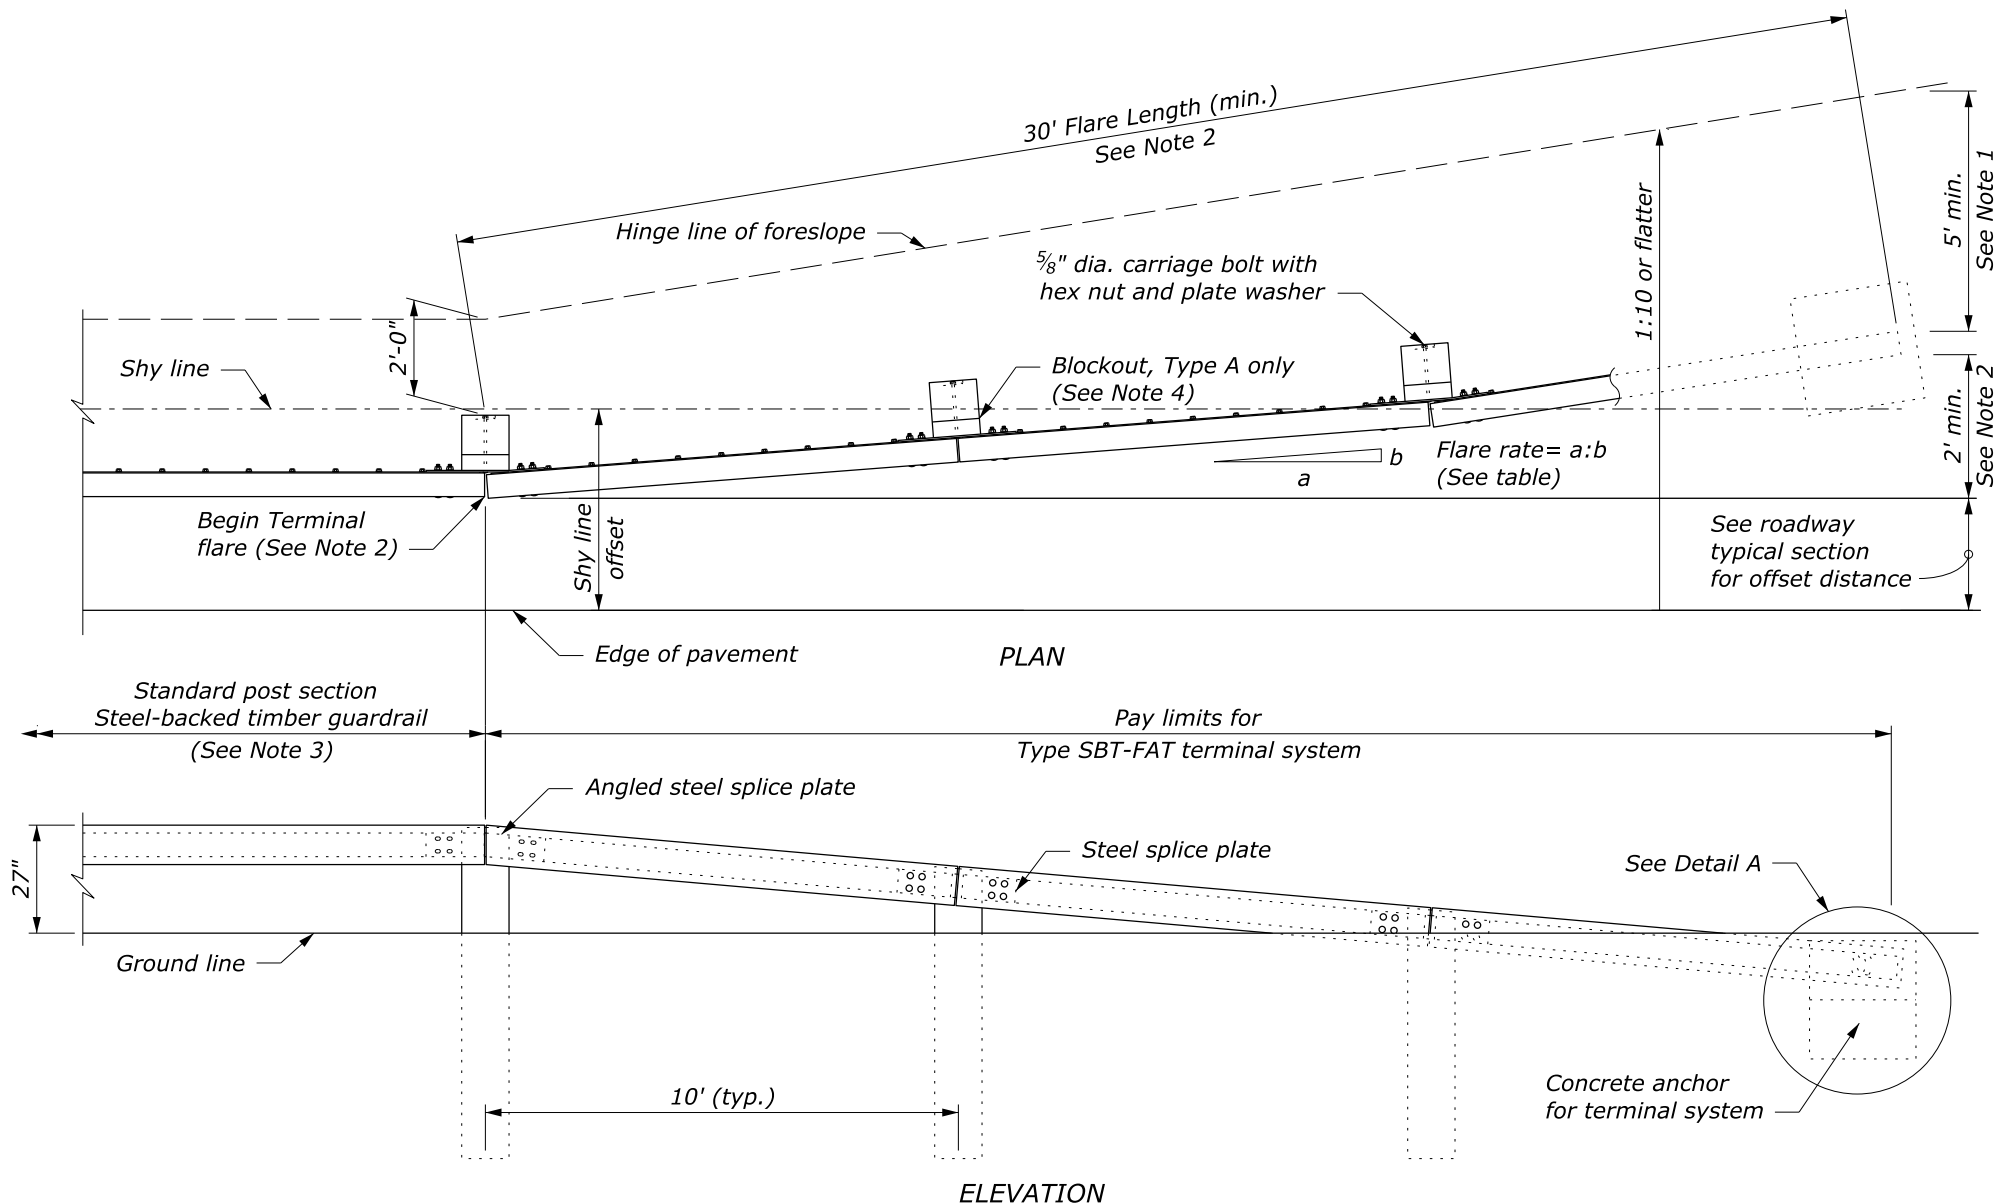 30' Flare Length (min.)
See Note 2
Hinge line of foreslope
⅝" dia. carriage bolt with
hex nut and plate washer
1:10 or flatter
5' min.
See Note 1
2'-0"
Shy line
Blockout, Type A only
(See Note 4)
2' min.
See Note 2
a
b
Flare rate= a:b
(See table)
Begin Terminal
flare (See Note 2)
Shy line
offset
See roadway
typical section
for offset distance
Edge of pavement
PLAN
Standard post section
Steel-backed timber guardrail
(See Note 3)
Pay limits for
Type SBT-FAT terminal system
Angled steel splice plate
Steel splice plate
See Detail A
27"
Ground line
10' (typ.)
Concrete anchor
for terminal system
ELEVATION